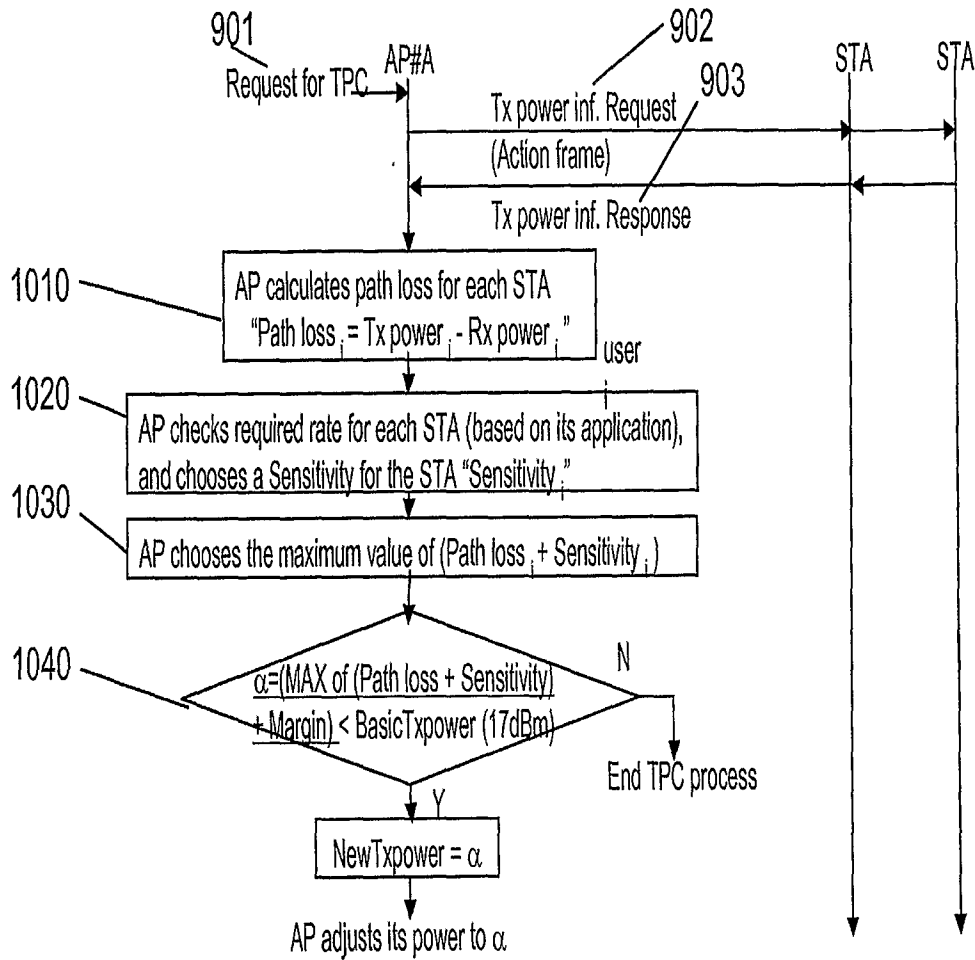 901
Request for TPC
AP#A
902
STA
STA
903
Tx power inf. Request
(Action frame)
Tx power inf. Response
1010
AP calculates path loss for each STA
“Path loss i = Tx power i - Rx power i ”
user
i
1020
AP checks required rate for each STA (based on its application),
and chooses a Sensitivity for the STA “Sensitivity i”
1030
AP chooses the maximum value of (Path loss i + Sensitivity i )
1040
α=(MAX of (Path loss + Sensitivity)
+ Margin) < BasicTxpower (17dBm)
N
End TPC process
Y
NewTxpower = α
AP adjusts its power to α